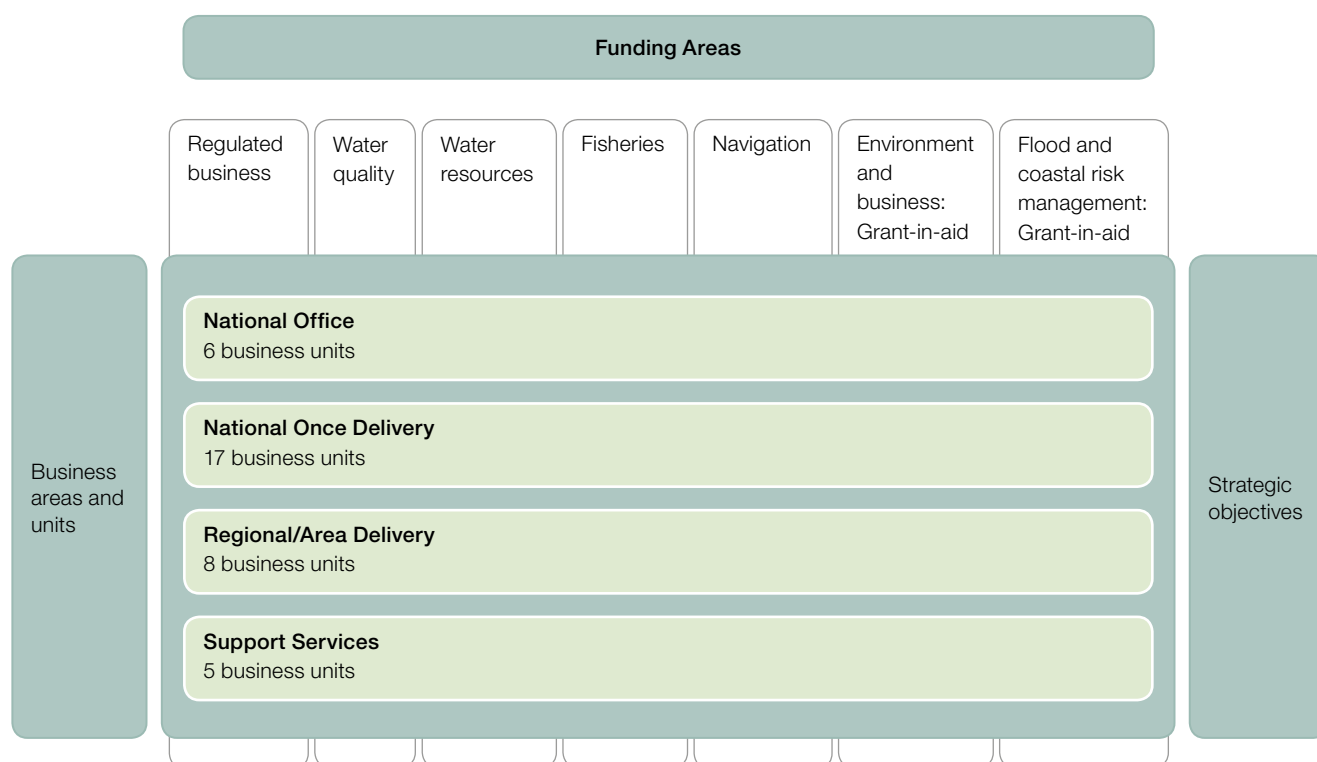 Funding Areas
Regulated
business
Water
quality
Water
resources
Fisheries
Navigation
Environment
and
business:
Grant-in-aid
Flood and
coastal risk
management:
Grant-in-aid
Business
areas and
units
National Office
6 business units
National Once Delivery
17 business units
Regional/Area Delivery
8 business units
Support Services
5 business units
Strategic
objectives